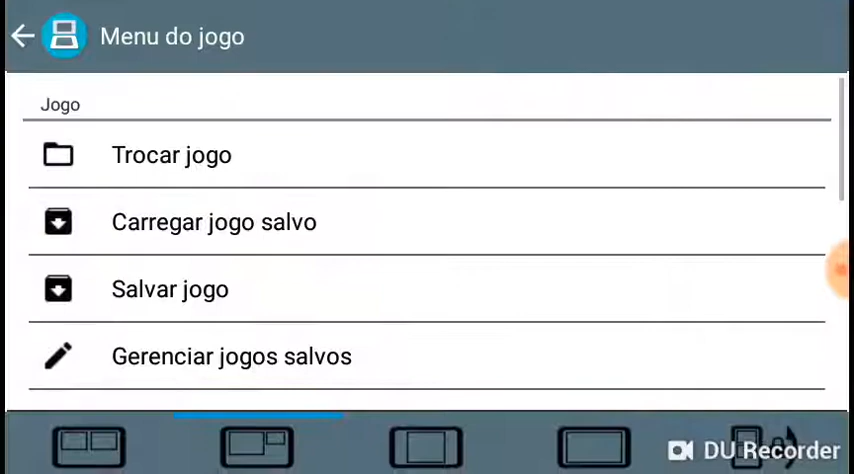 Menu do jogo
Jogo
Trocar jogo
Carregar jogo salvo
Salvar jogo
Gerenciar jogos salvos
DU Recorder